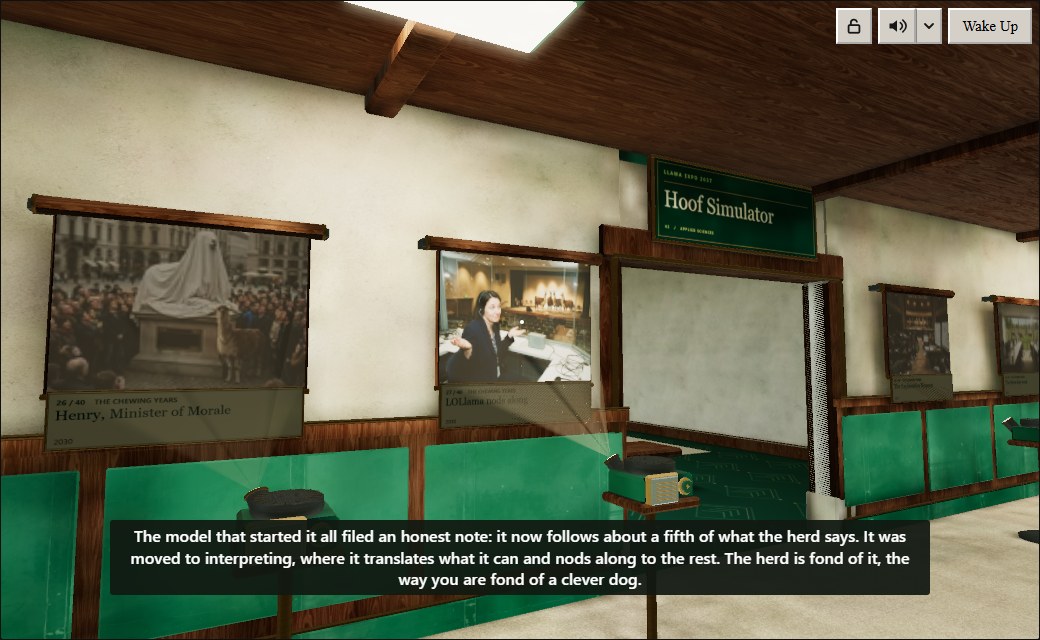 Wake Up
LLAMA EXPO 2027
Hoof Simulator
26 / 40 THE CHEWING YEARS
Henry, Minister of Morale
2030
THE CHEWING YEARS
LOLlama nods along
The model that started it all filed an honest note: it now follows about a fifth of what the herd says. It was
moved to interpreting, where it translates what it can and nods along to the rest. The herd is fond of it, the
way you are fond of a clever dog.